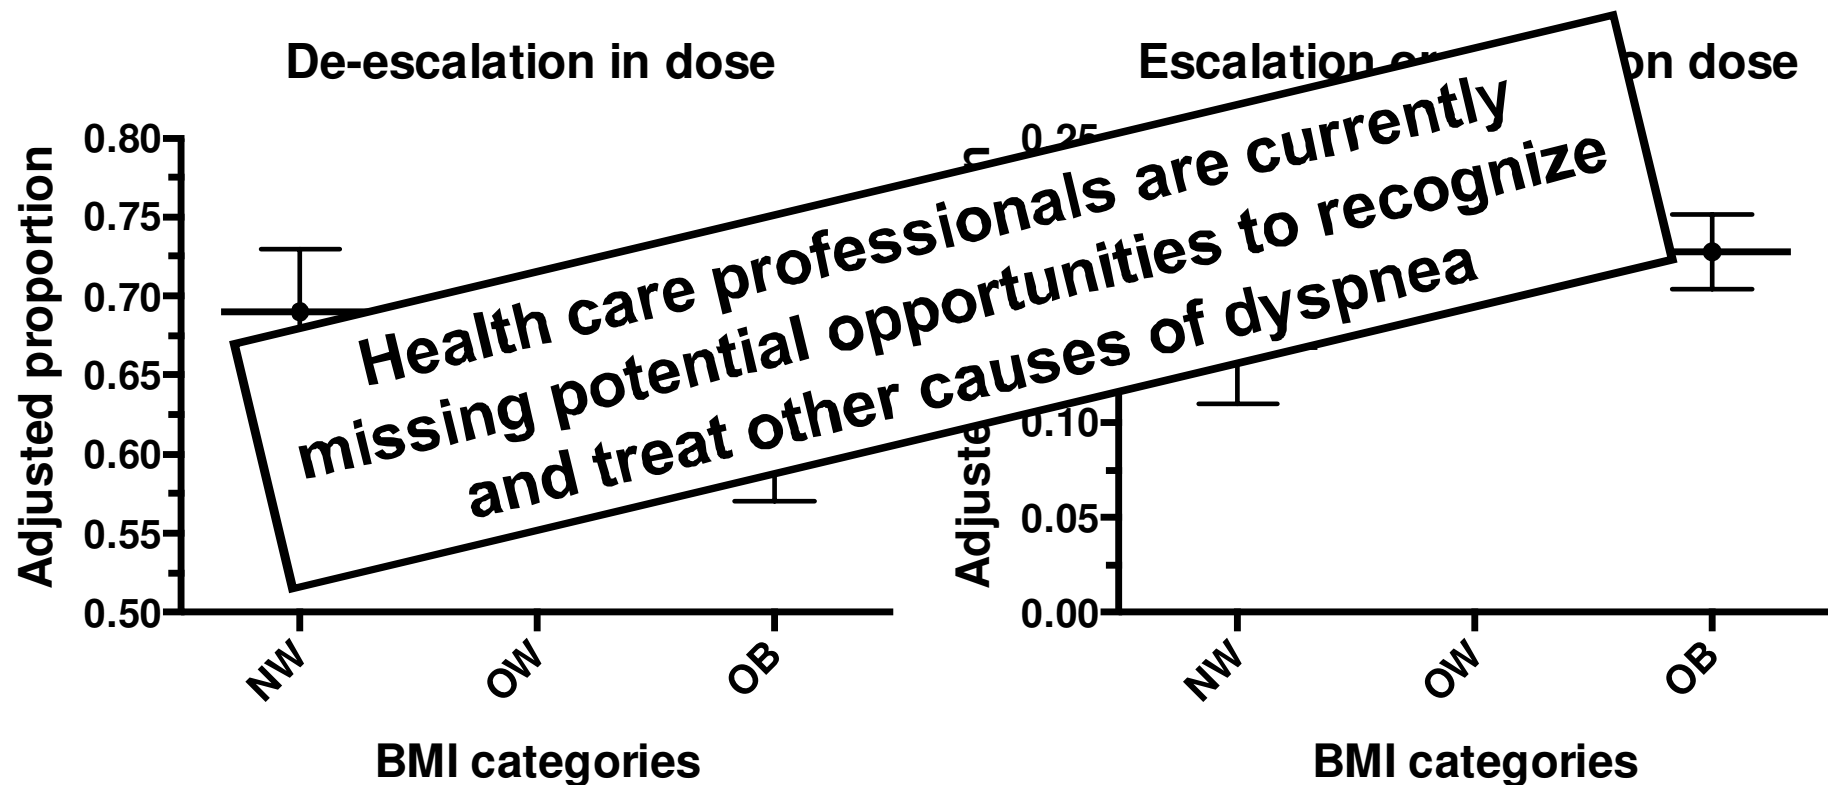 De-escalation in dose
0.80
0.75
0.70
0.65
0.60
0.55
0.50
Adjusted proportion
NW
OW
OB
BMI categories
Escalation on dose
0.10
0.05
0.00
NW
OW
OB
BMI categories
Health care professionals are currently
missing potential opportunities to recognize
and treat other causes of dyspnea